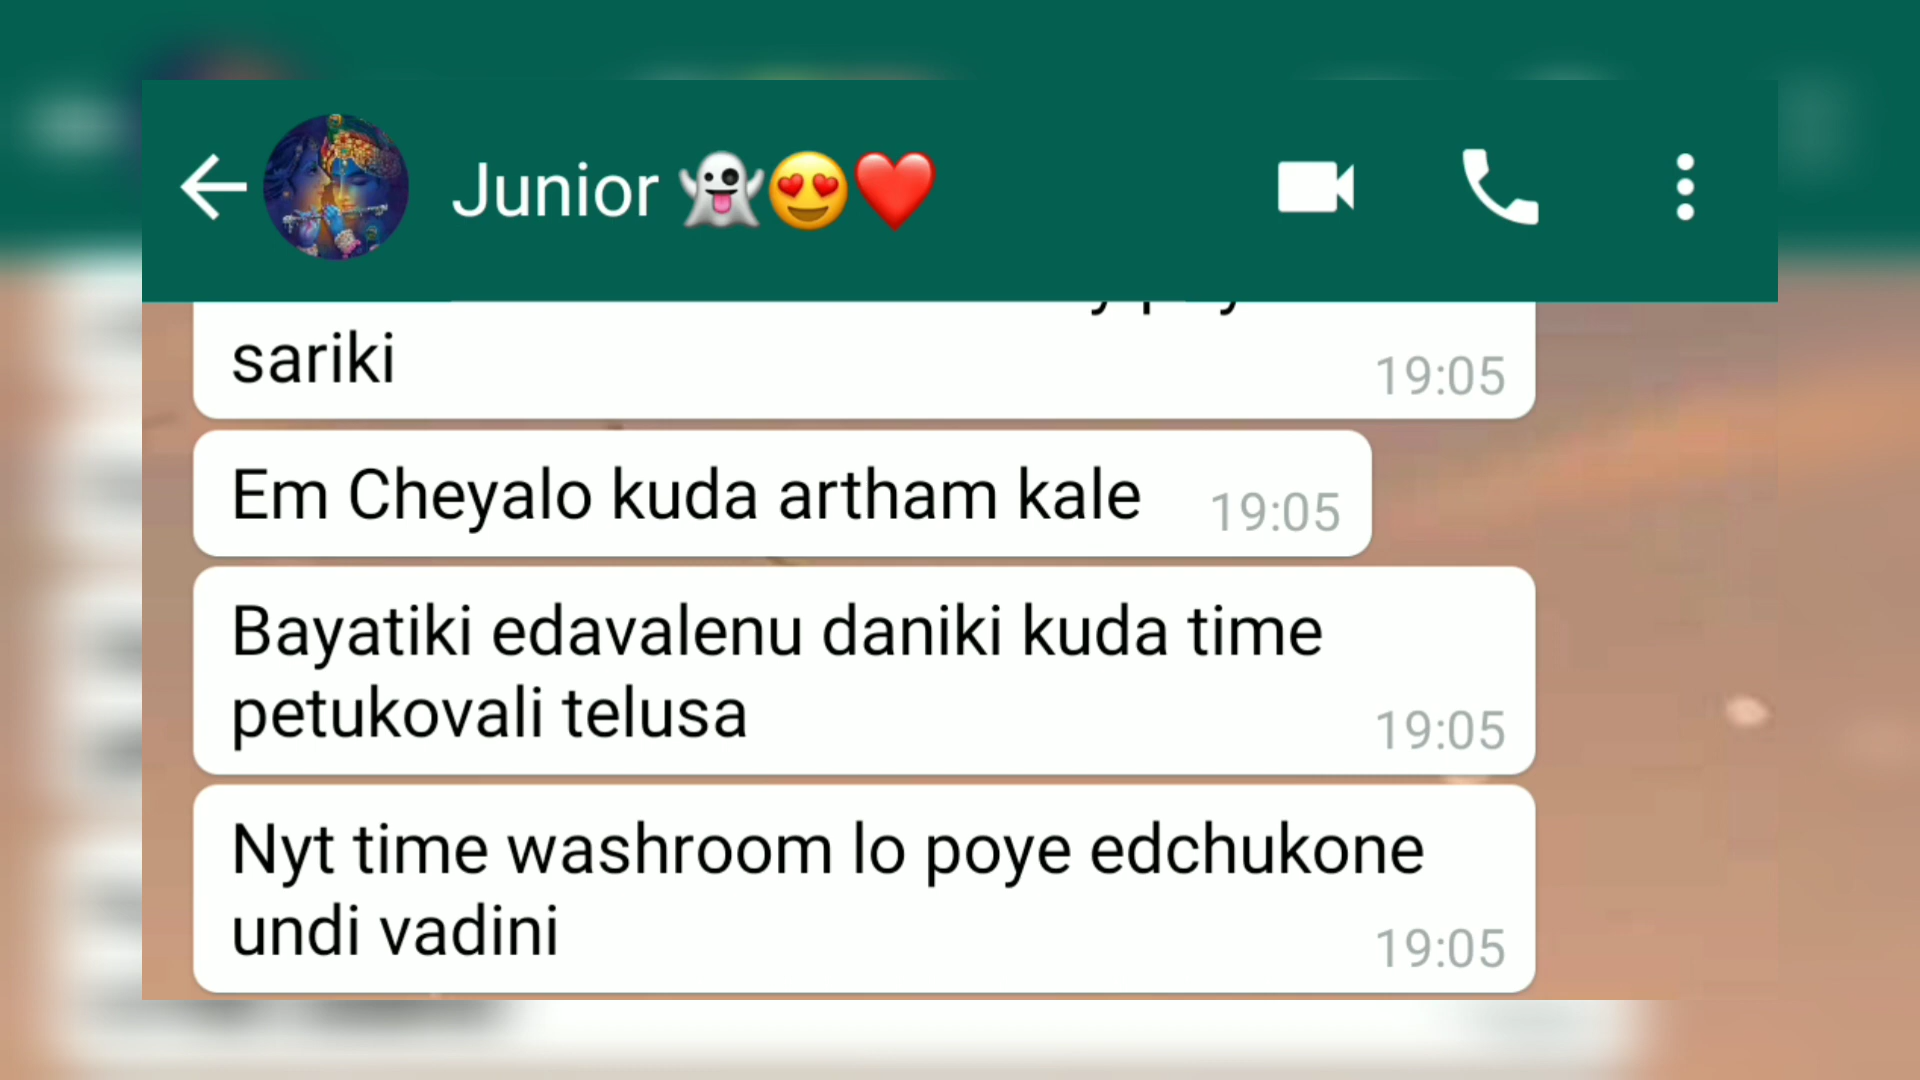 Junior 👻😍❤️
sariki
19:05
Em Cheyalo kuda artham kale 19:05
Bayatiki edavalenu daniki kuda time
petukovali telusa
19:05
Nyt time washroom lo poye edchukone
undi vadini
19:05